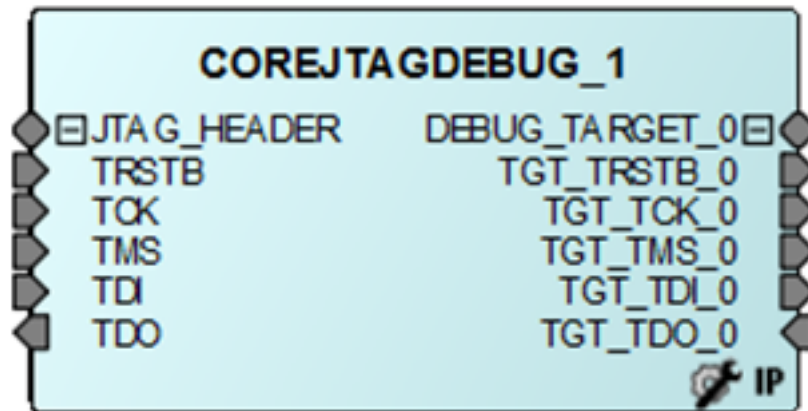 COREJTAGDEBUG_1
JTAG_HEADER DEBUG_TARGET_0
TRSTB TGT_TRSTB_0
TCK TGT_TCK_0
TMS TGT_TMS_0
TDI TGT_TDI_0
TDO TGT_TDO_0
IP